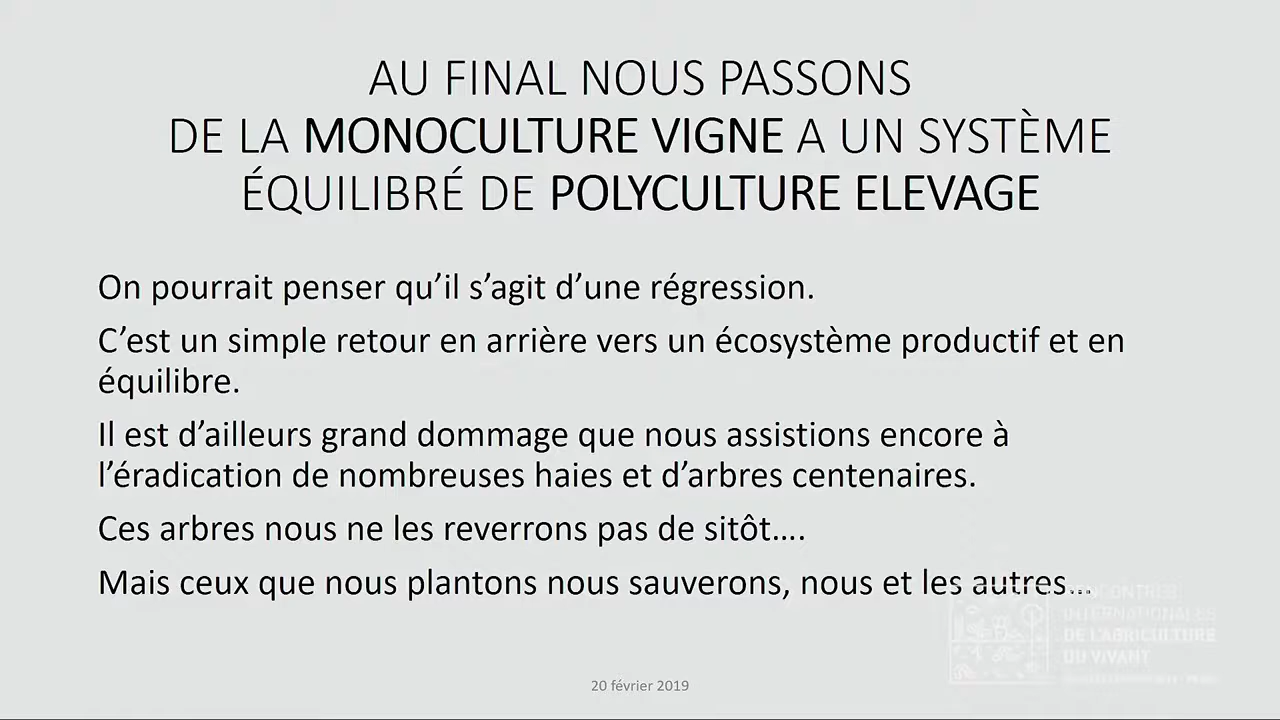 AU FINAL NOUS PASSONS
DE LA MONOCULTURE VIGNE A UN SYSTÈME
ÉQUILIBRÉ DE POLYCULTURE ELEVAGE
On pourrait penser qu’il s’agit d’une régression.
C’est un simple retour en arrière vers un écosystème productif et en
équilibre.
Il est d’ailleurs grand dommage que nous assistions encore à
l’éradication de nombreuses haies et d’arbres centenaires.
Ces arbres nous ne les reverrons pas de sitôt….
Mais ceux que nous plantons nous sauverons, nous et les autres…
RENCONTRES
INTERNATIONALES
DE L'AGRICULTURE
DU VIVANT
20 février 2019